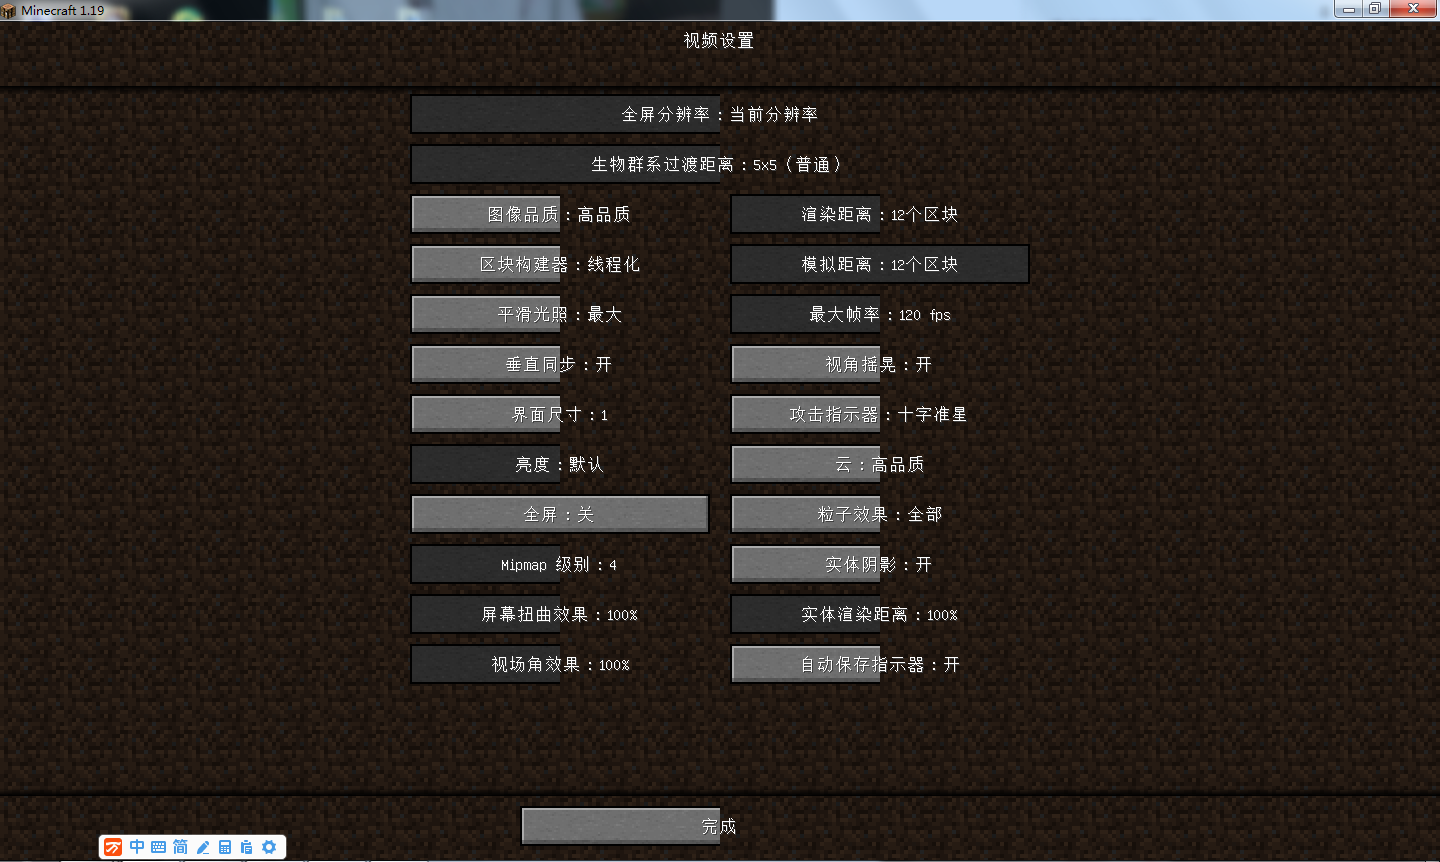 Minecraft 1.19
视频设置
全屏分辨率：当前分辨率
生物群系过渡距离：5x5（普通）
图像品质：高品质
渲染距离：12个区块
区块构建器：线程化
模拟距离：12个区块
平滑光照：最大
最大帧率：120 fps
垂直同步：开
视角摇晃：开
界面尺寸：1
攻击指示器：十字准星
亮度：默认
云：高品质
全屏：关
粒子效果：全部
Mipmap 级别：4
实体阴影：开
屏幕扭曲效果：100%
实体渲染距离：100%
视场角效果：100%
自动保存指示器：开
完成
中 简